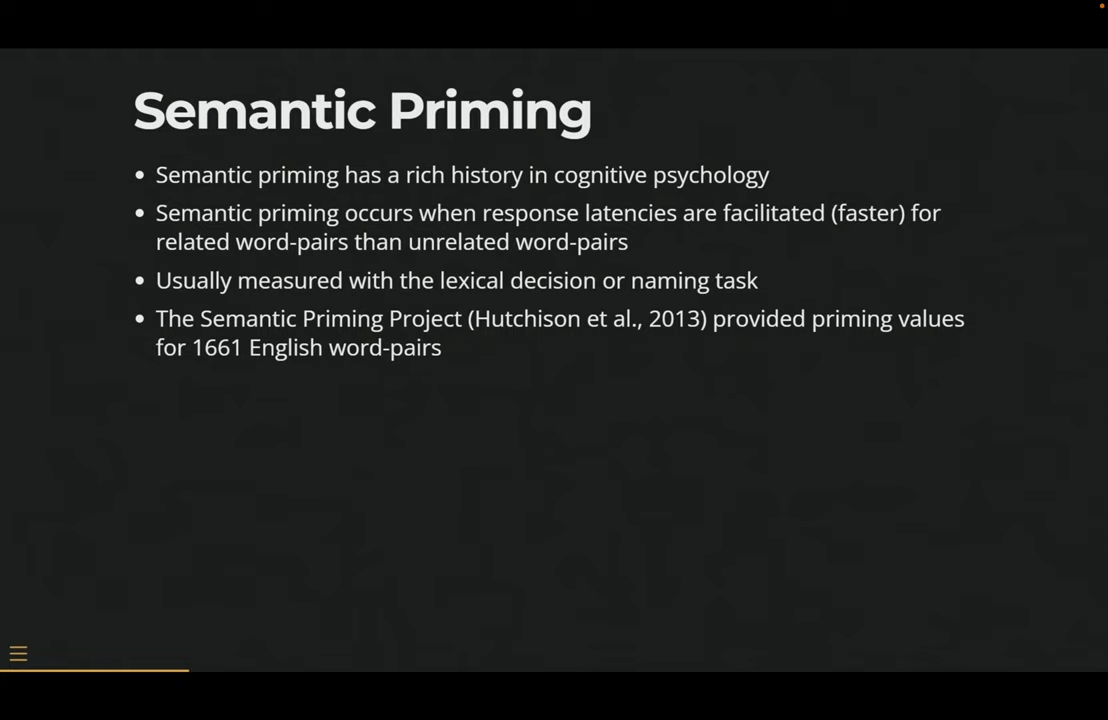 Semantic Priming
• Semantic priming has a rich history in cognitive psychology
• Semantic priming occurs when response latencies are facilitated (faster) for
related word-pairs than unrelated word-pairs
• Usually measured with the lexical decision or naming task
• The Semantic Priming Project (Hutchison et al., 2013) provided priming values
for 1661 English word-pairs